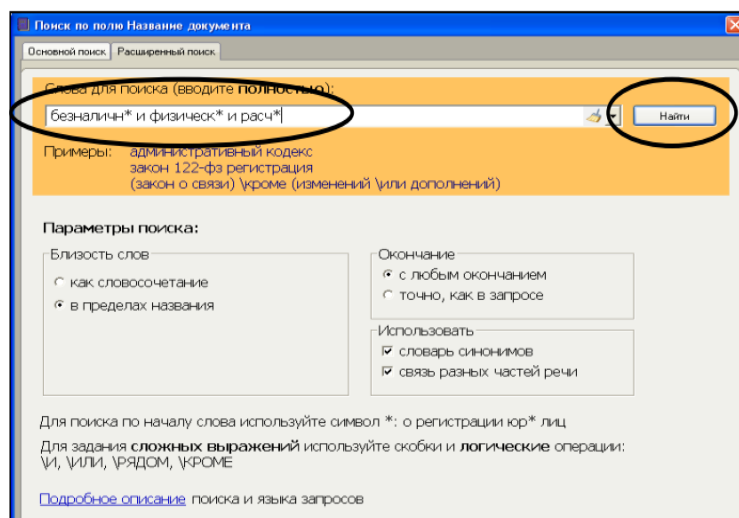 Поиск по полю Название документа
Основной поиск Расширенный поиск
Слова для поиска (вводите полностью):
безналичн* и физическ* и расч*
Найти
Примеры: административный кодекс
закон 122-фз регистрация
(закон о связи) \кроме (изменений \или дополнений)
Параметры поиска:
Близость слов
как словосочетание
в пределах названия
Окончание
с любым окончанием
точно, как в запросе
Использовать
словарь синонимов
связь разных частей речи
Для поиска по началу слова используйте символ *: о регистрации юр* лиц
Для задания сложных выражений используйте скобки и логические операции:
\И, \ИЛИ, \РЯДОМ, \КРОМЕ
Подробное описание поиска и языка запросов